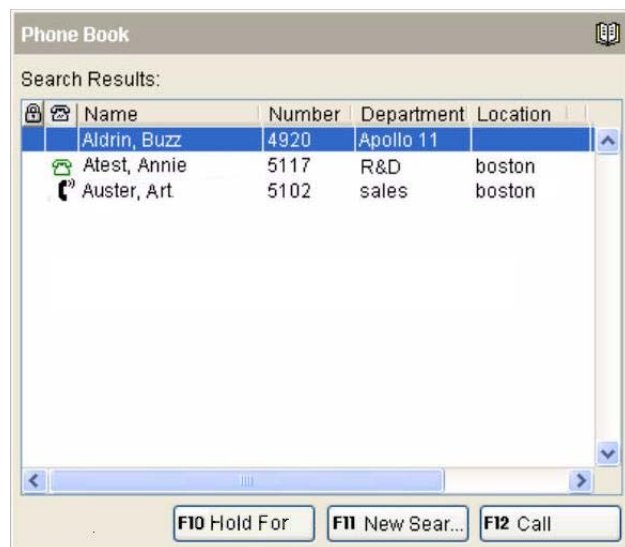 Phone Book
Search Results:
Name Number Department Location
Aldrin, Buzz 4920 Apollo 11
Atest, Annie 5117 R&D boston
Auster, Art 5102 sales boston
F10 Hold For F11 New Sear... F12 Call